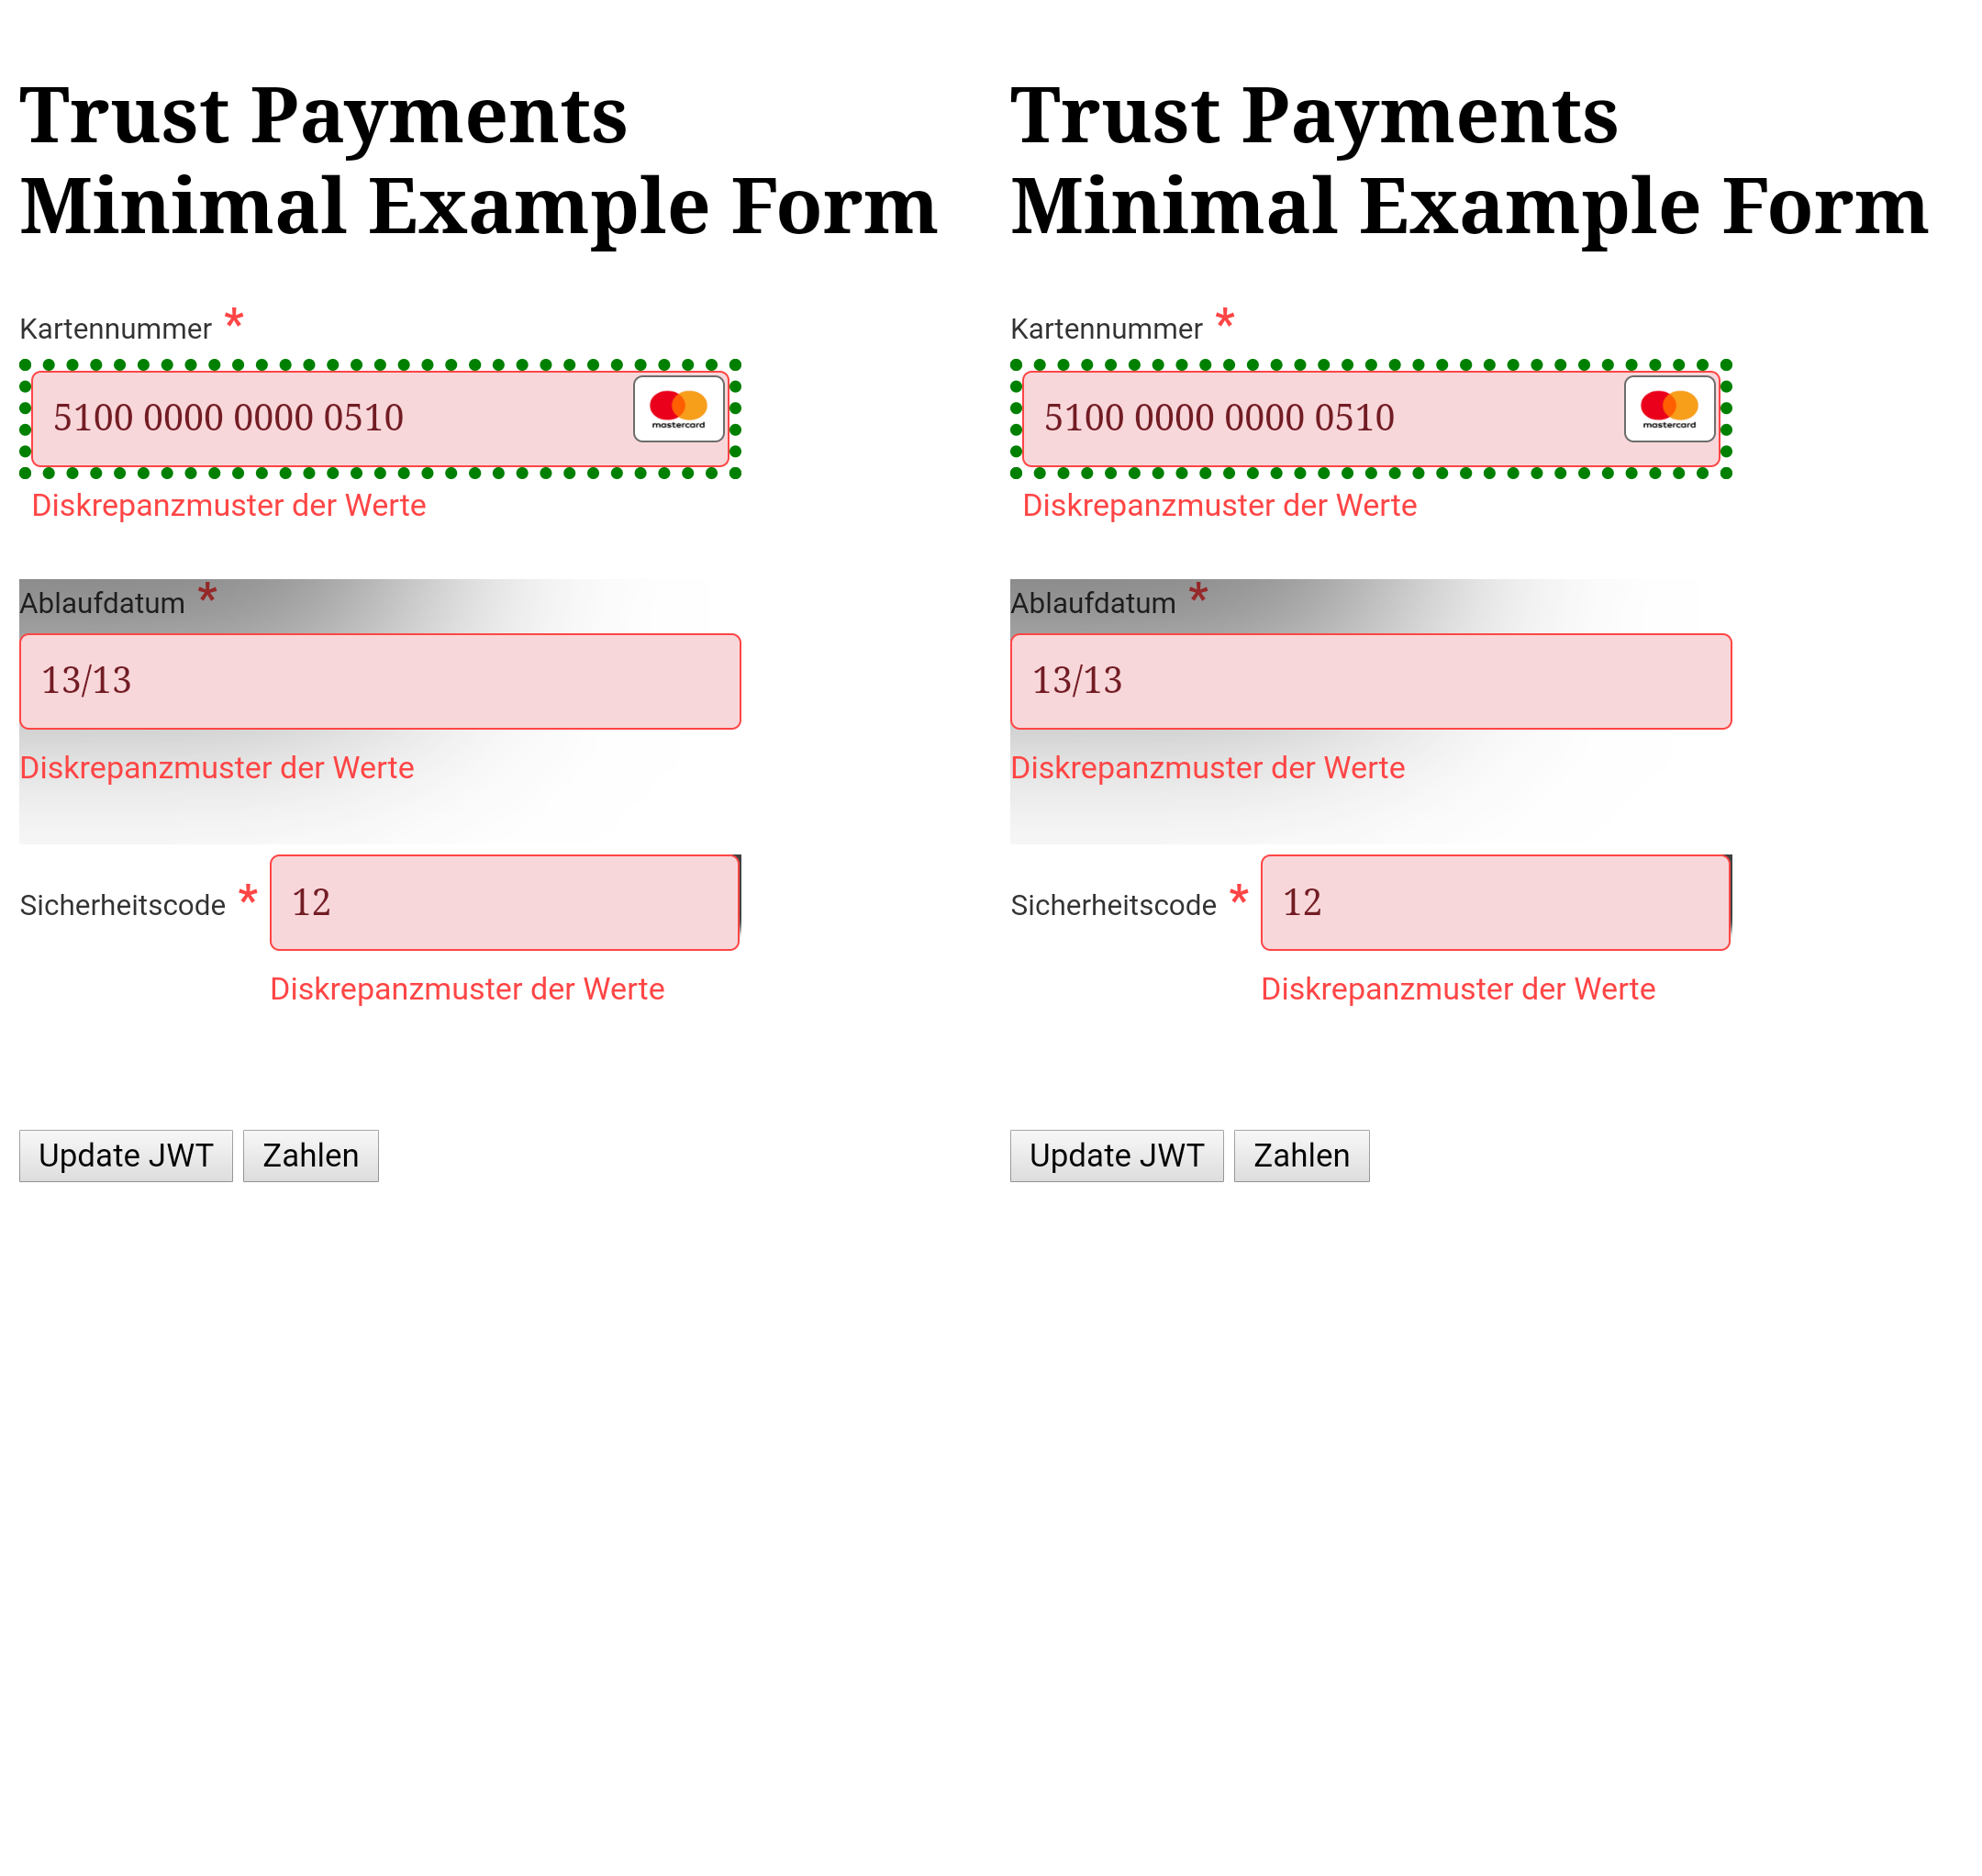 Trust Payments
Minimal Example Form
Kartennummer *
5100 0000 0000 0510
mastercard
Diskrepanzmuster der Werte
Ablaufdatum *
13/13
Diskrepanzmuster der Werte
Sicherheitscode *
12
Diskrepanzmuster der Werte
Update JWT
Zahlen
Trust Payments
Minimal Example Form
Kartennummer *
5100 0000 0000 0510
mastercard
Diskrepanzmuster der Werte
Ablaufdatum *
13/13
Diskrepanzmuster der Werte
Sicherheitscode *
12
Diskrepanzmuster der Werte
Update JWT
Zahlen